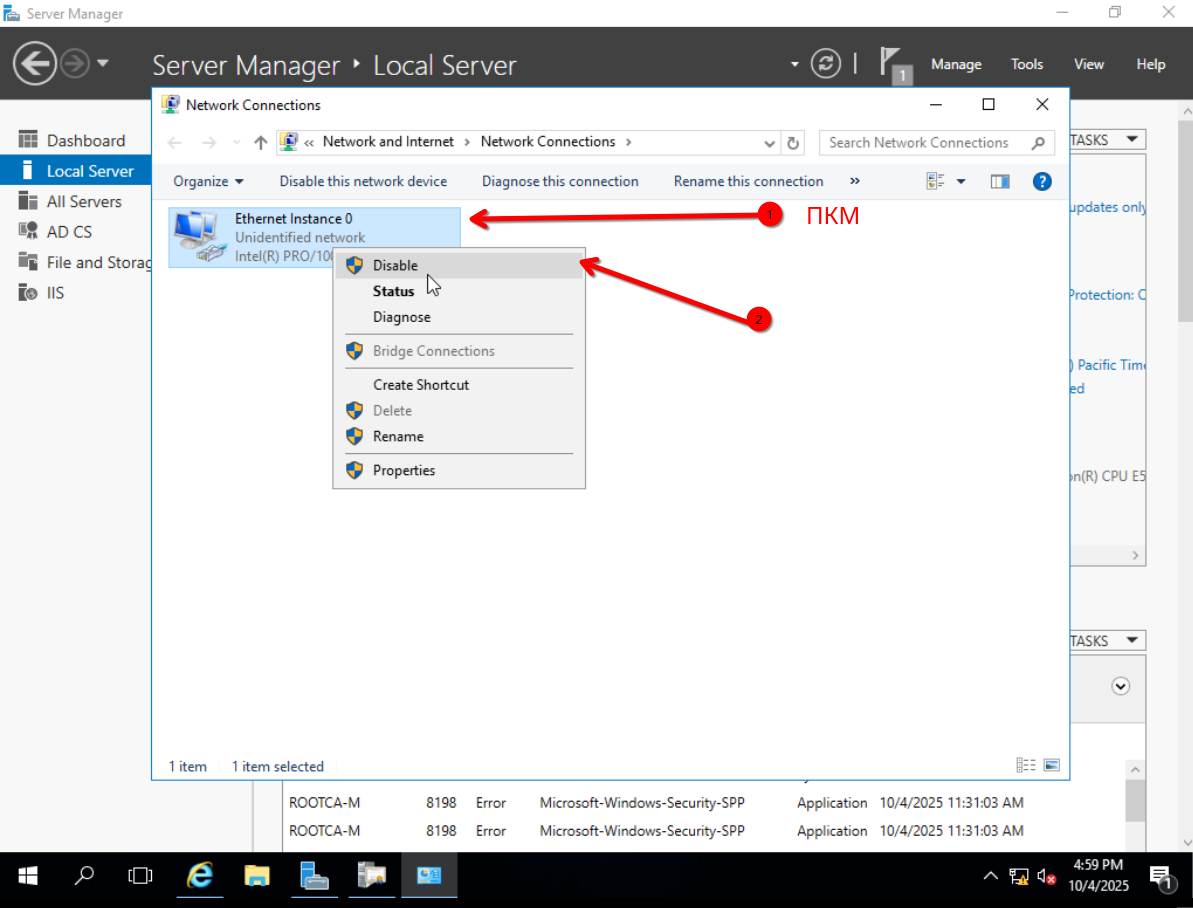 Server Manager
Server Manager Local Server
1
Manage Tools View Help
Network Connections
Dashboard
Local Server
All Servers
AD CS
File and Storag
IIS
« Network and Internet > Network Connections >
Search Network Connections
TASKS
Organize
Disable this network device
Diagnose this connection
Rename this connection
»
?
Ethernet Instance 0
Unidentified network
Intel(R) PRO/100
1 ПКМ
2
Disable
Status
Diagnose
Bridge Connections
Create Shortcut
Delete
Rename
Properties
updates only
Protection: C
) Pacific Time
ed
on(R) CPU E5
TASKS
1 item
1 item selected
ROOTCA-M 8198 Error Microsoft-Windows-Security-SPP Application 10/4/2025 11:31:03 AM
ROOTCA-M 8198 Error Microsoft-Windows-Security-SPP Application 10/4/2025 11:31:03 AM
4:59 PM
10/4/2025
1